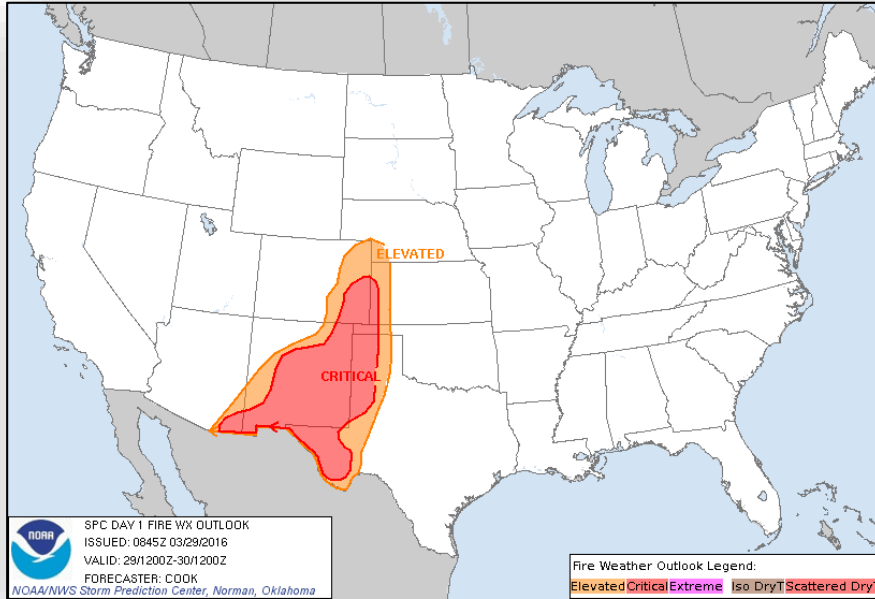 ELEVATED
CRITICAL
NOAA
SPC DAY 1 FIRE WX OUTLOOK
ISSUED: 0845Z 03/29/2016
VALID: 29/1200Z-30/1200Z
FORECASTER: COOK
NOAA/NWS Storm Prediction Center, Norman, Oklahoma
Fire Weather Outlook Legend:
Elevated Critical Extreme Iso DryT Scattered DryT